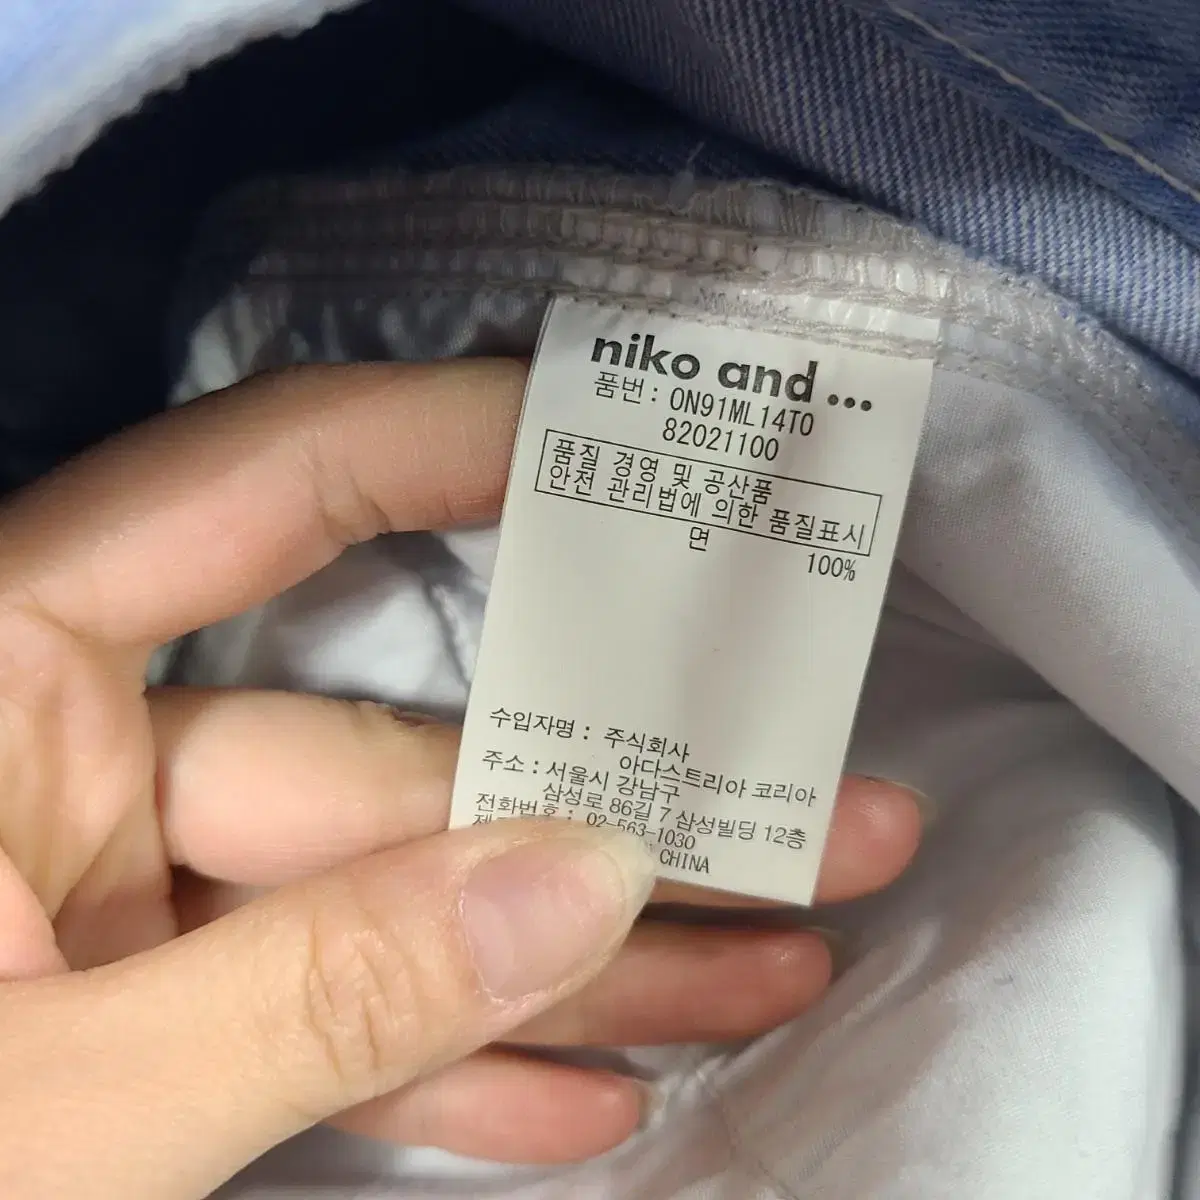 niko and ...
품번: ON91ML14TO
82021100
품질 경영 및 공산품
안전 관리법에 의한 품질표시
면 100%
수입자명 : 주식회사
아다스트리아 코리아
주소 : 서울시 강남구
삼성로 86길 7 삼성빌딩 12층
전화번호 : 02-563-1030
CHINA